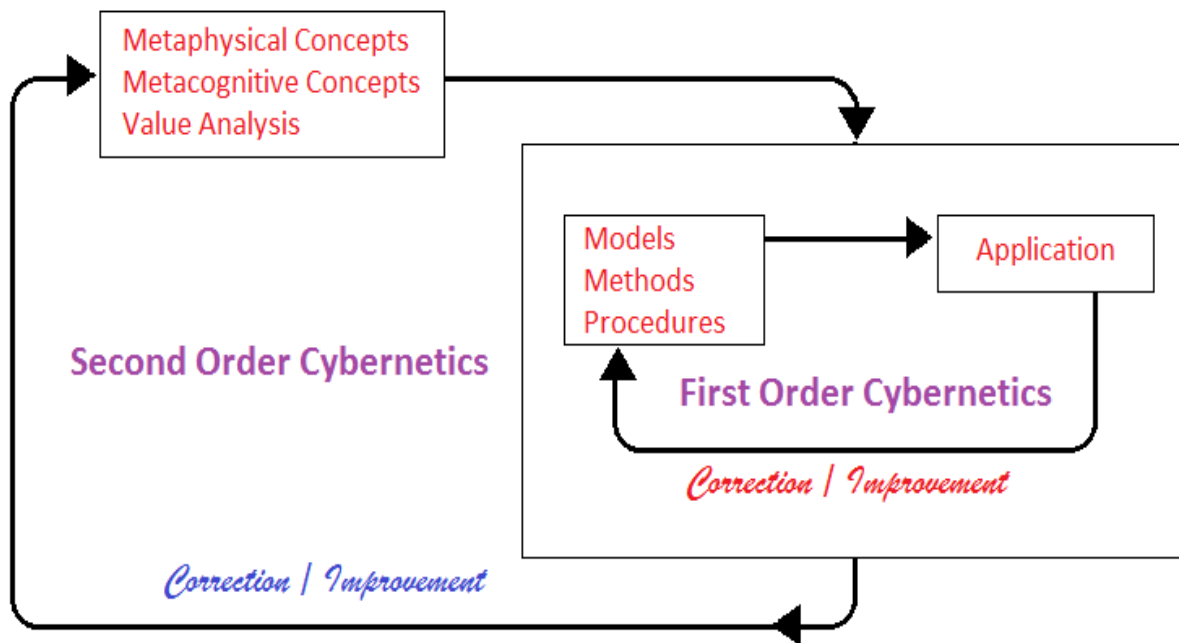 Metaphysical Concepts
Metacognitive Concepts
Value Analysis
Models
Methods
Procedures
Application
Second Order Cybernetics
First Order Cybernetics
Correction / Improvement
Correction / Improvement